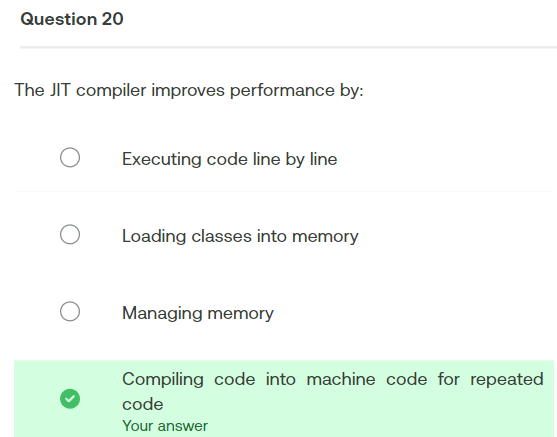 Question 20
The JIT compiler improves performance by:
Executing code line by line
Loading classes into memory
Managing memory
Compiling code into machine code for repeated
code
Your answer